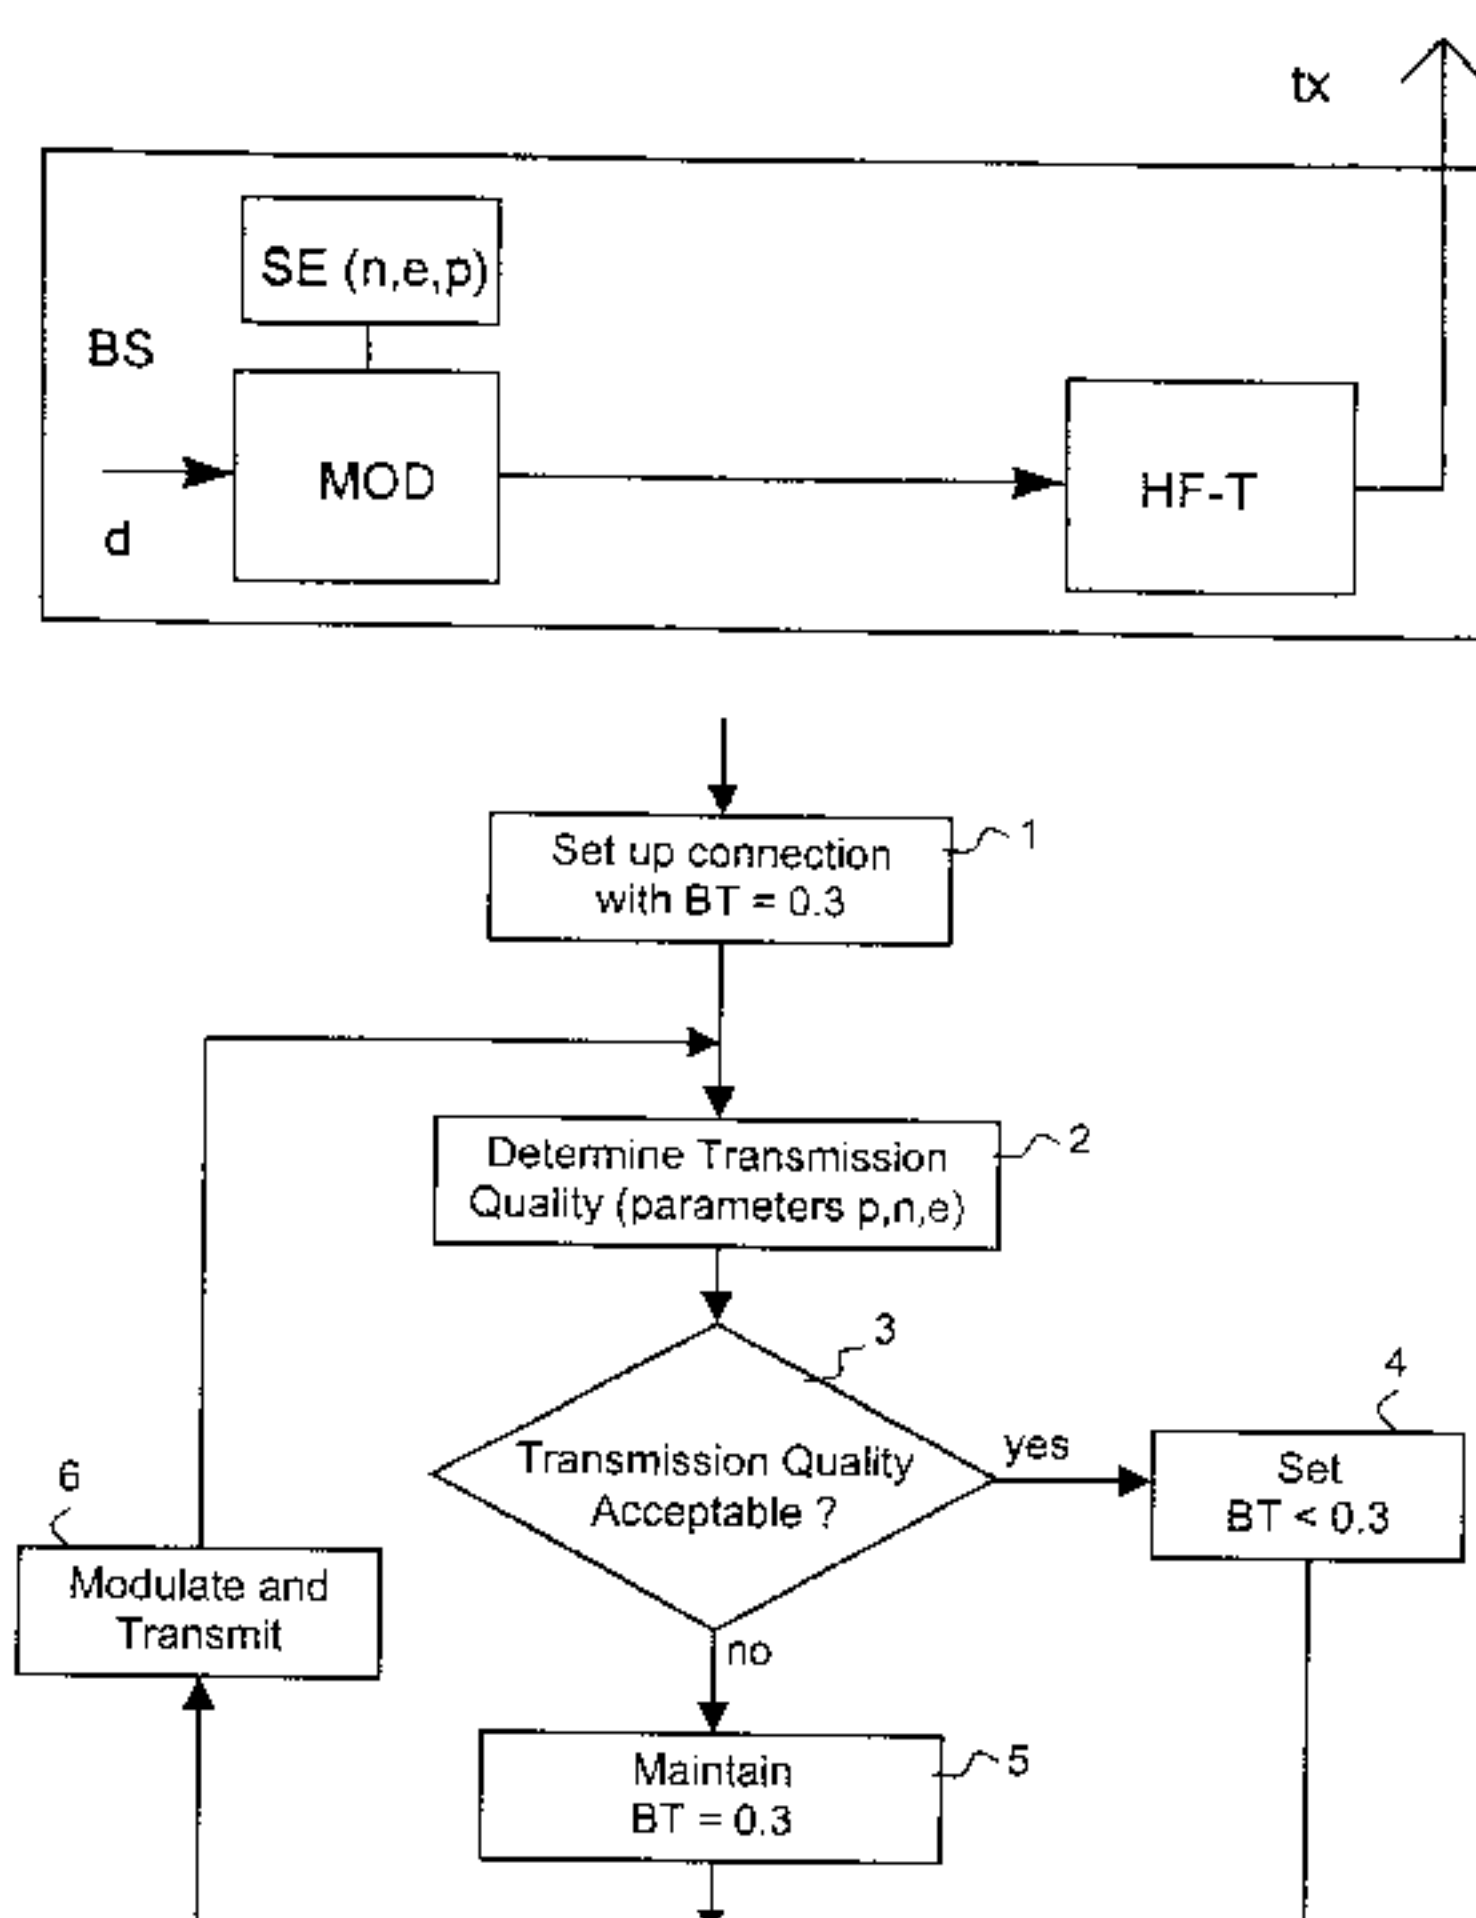 tx
SE (n,e,p)
BS
MOD
HF-T
d
Set up connection
with BT = 0.3
1
Determine Transmission
Quality (parameters p,n,e)
2
3
Transmission Quality
Acceptable ?
yes
4
Set
BT < 0.3
6
Modulate and
Transmit
no
Maintain
BT = 0.3
5